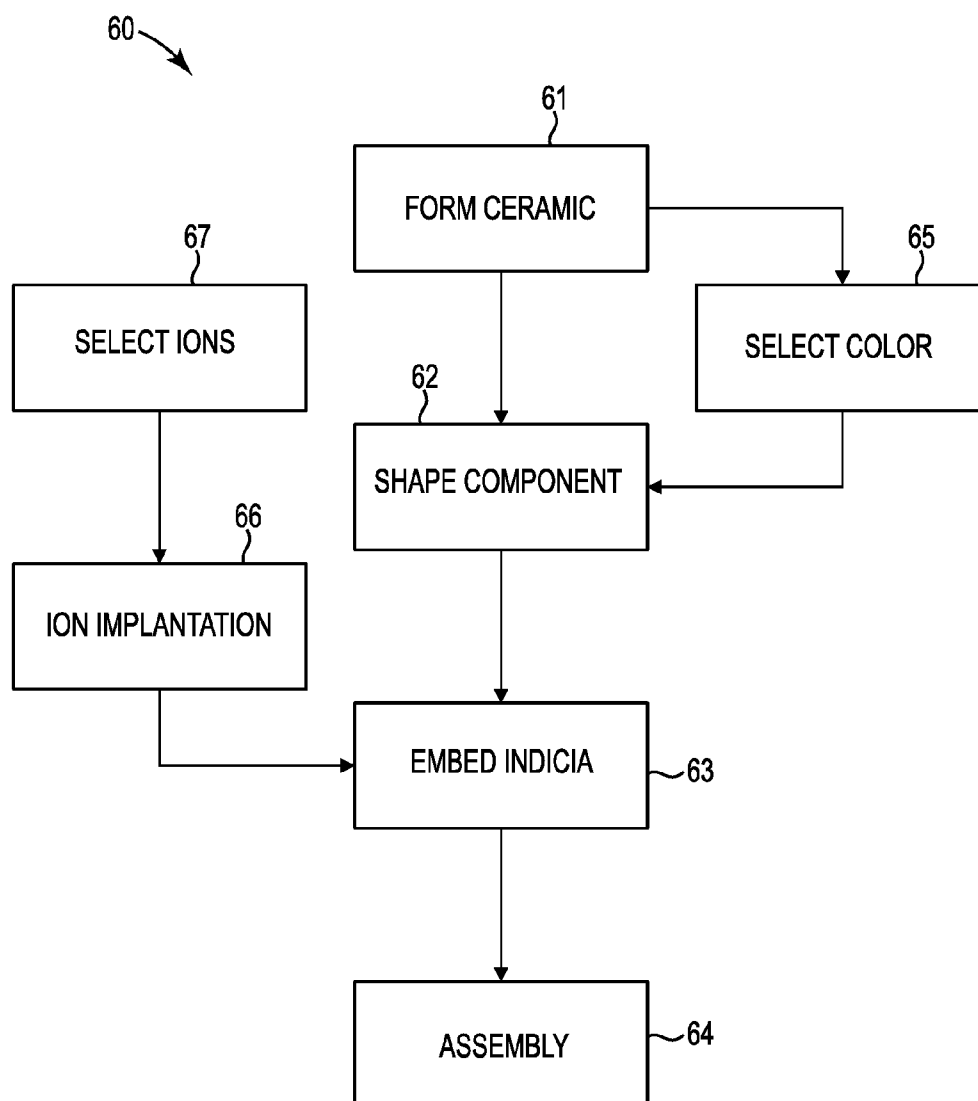 60
61
FORM CERAMIC
67
65
SELECT IONS
SELECT COLOR
62
SHAPE COMPONENT
66
ION IMPLANTATION
EMBED INDICIA
63
ASSEMBLY
64